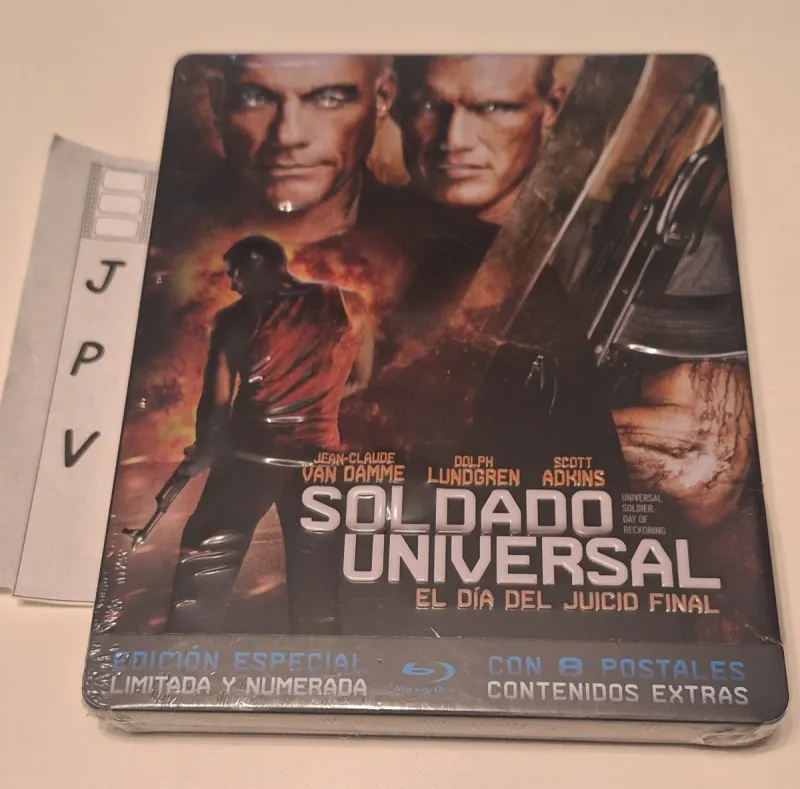 J
P
V
JEAN-CLAUDE
VAN DAMME
DOLPH
LUNDGREN
SCOTT
ADKINS
SOLDADO
UNIVERSAL
UNIVERSAL
SOLDIER,
DAY OF
RECKONING
EL DÍA DEL JUICIO FINAL
EDICIÓN ESPECIAL
LIMITADA Y NUMERADA
Blu-ray Disc
CON 8 POSTALES
CONTENIDOS EXTRAS